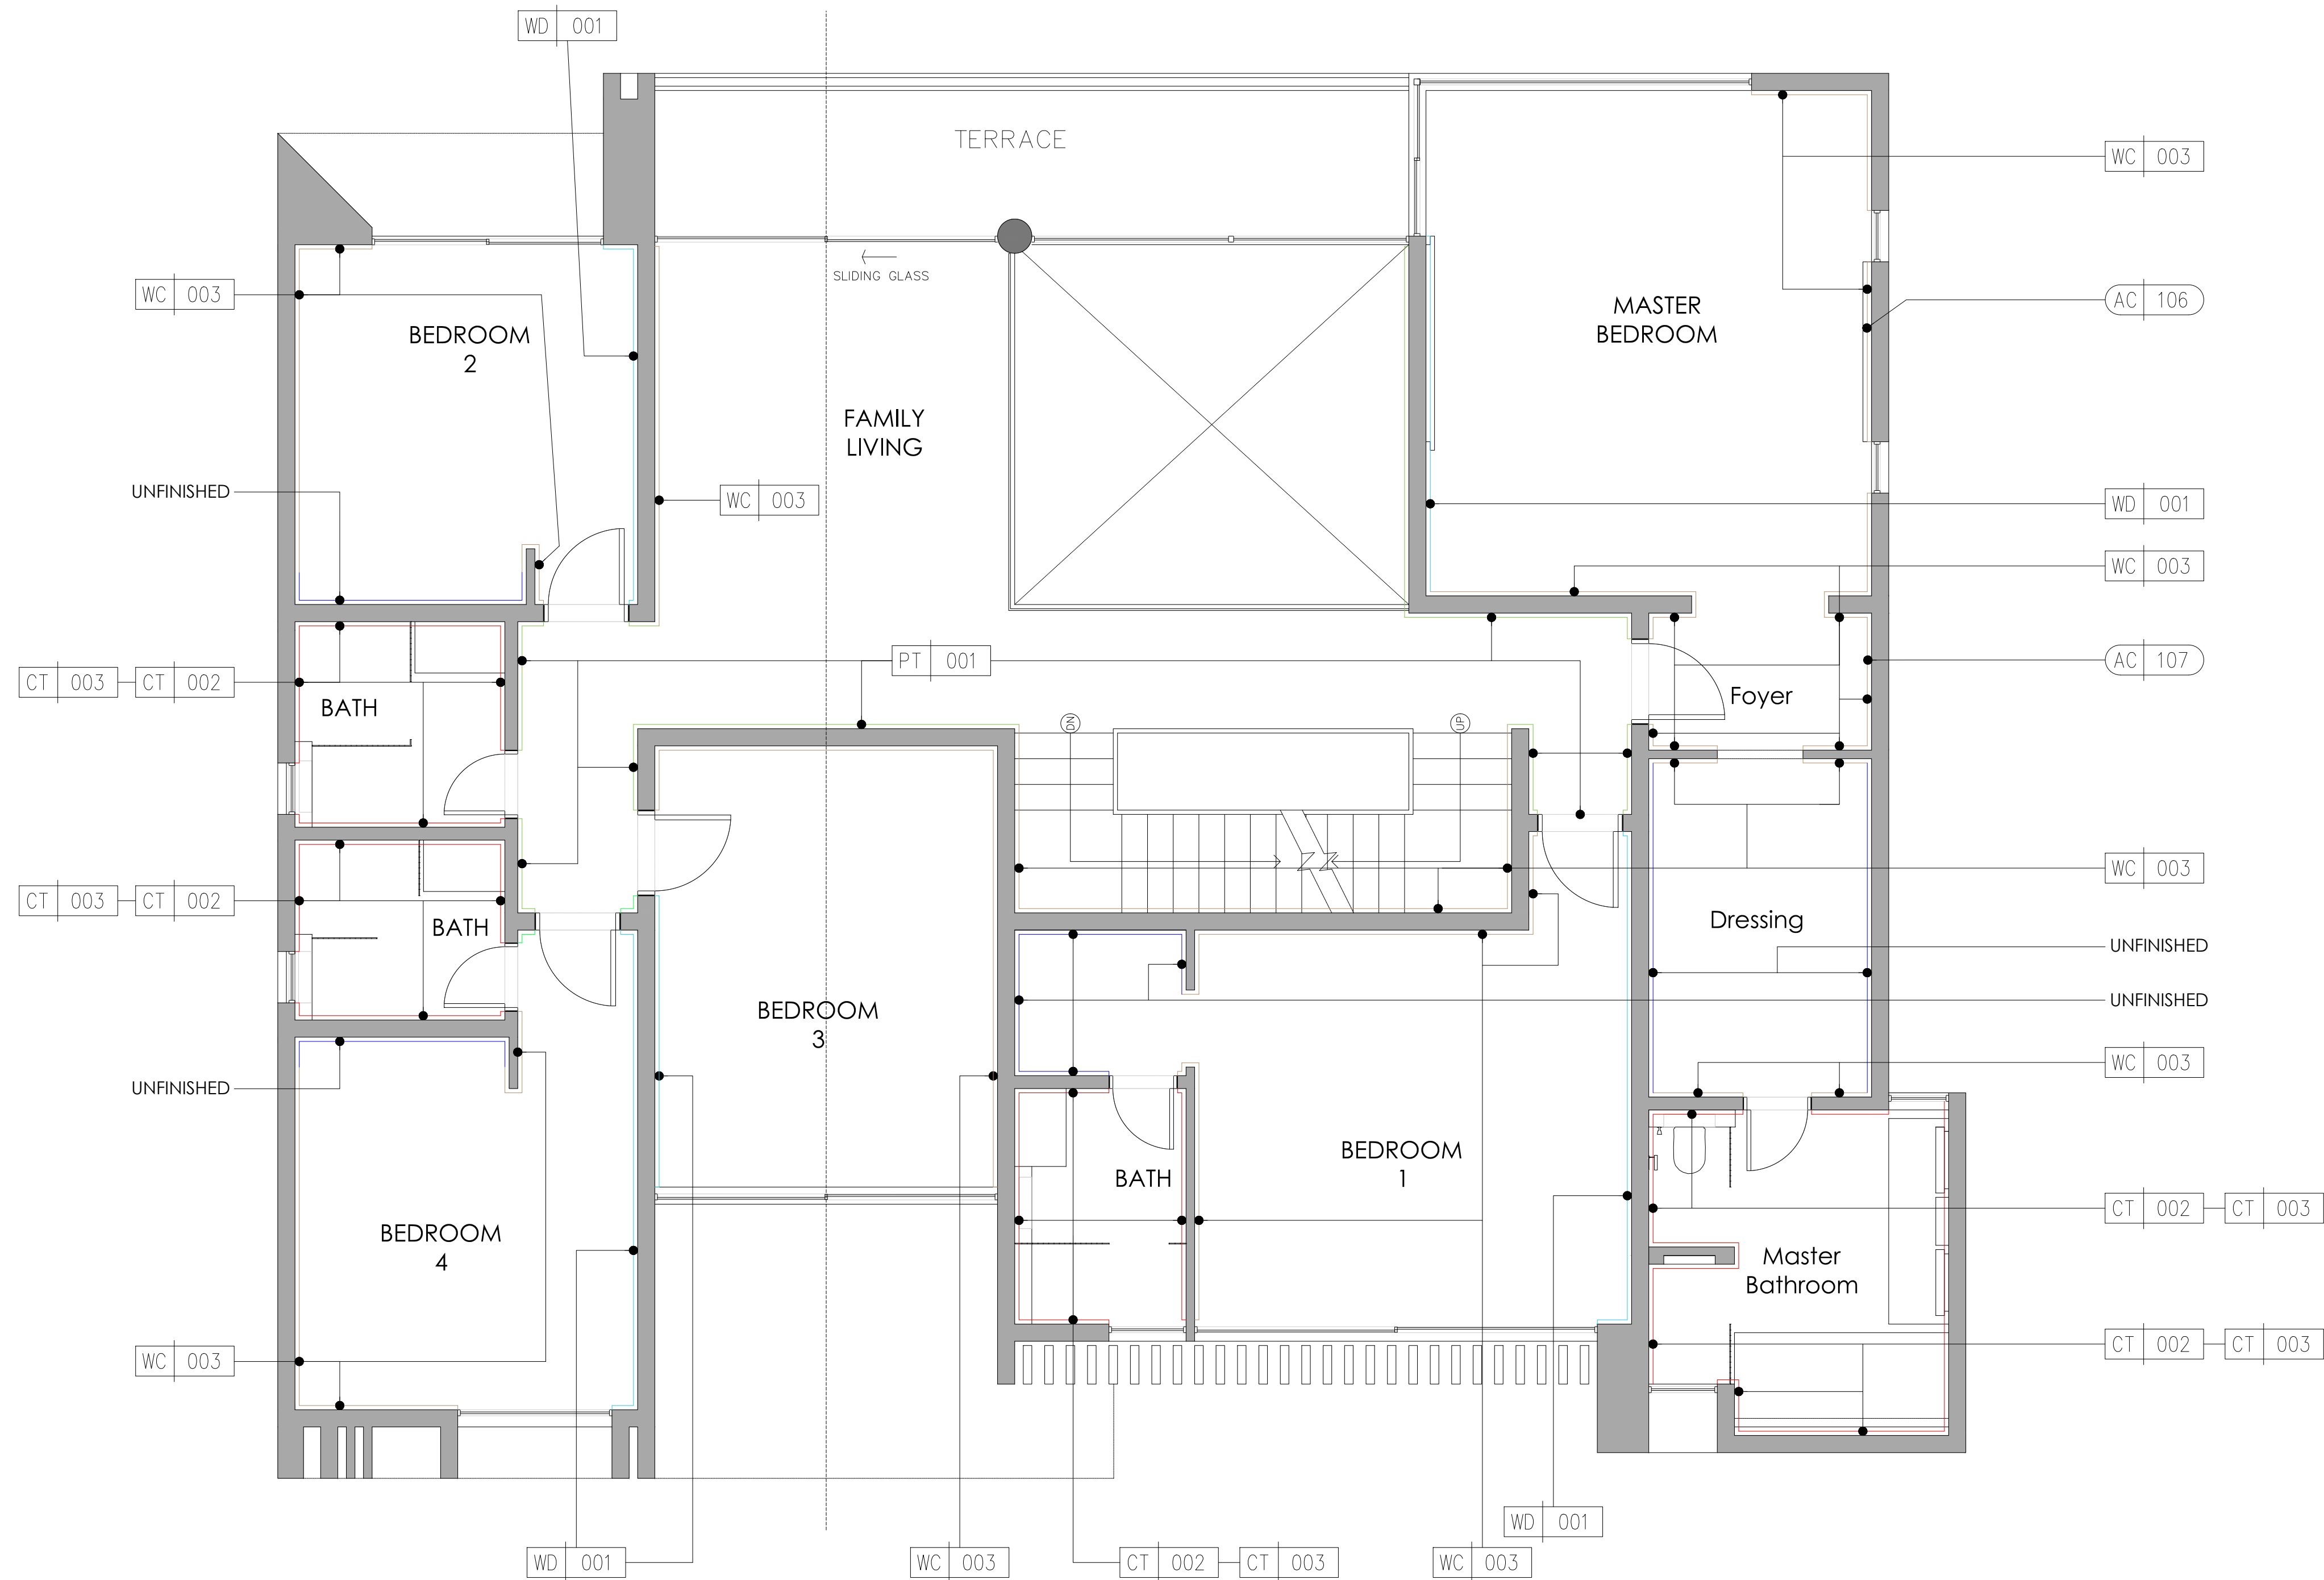 WD 001
TERRACE
WC 003
SLIDING GLASS
WC 003
AC 106
MASTER
BEDROOM
BEDROOM
2
FAMILY
LIVING
UNFINISHED
WC 003
WD 001
WC 003
PT 001
AC 107
CT 003 CT 002
BATH
Foyer
DN
UP
WC 003
CT 003 CT 002
BATH
Dressing
UNFINISHED
UNFINISHED
BEDROOM
3
WC 003
UNFINISHED
BEDROOM
1
BATH
CT 002 CT 003
BEDROOM
4
Master
Bathroom
CT 002 CT 003
WC 003
WD 001
WD 001
WC 003
CT 002 CT 003
WC 003